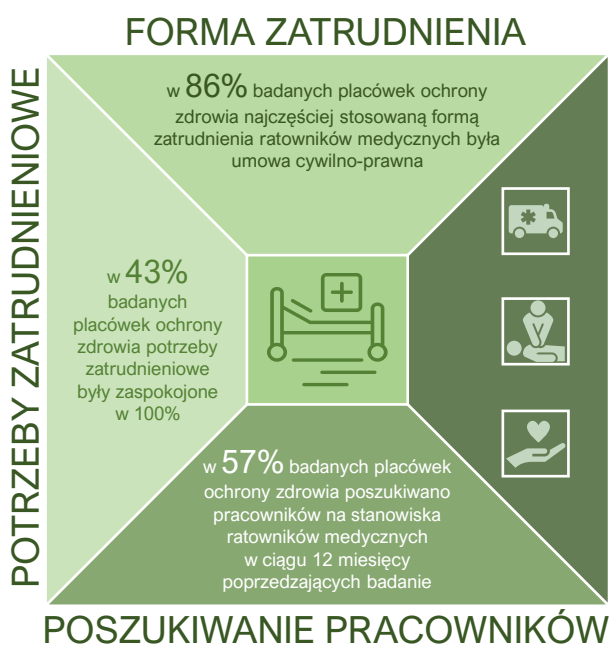 FORMA ZATRUDNIENIA
w 86% badanych placówek ochrony
zdrowia najczęściej stosowaną formą
zatrudnienia ratowników medycznych była
umowa cywilno-prawna
POTRZEBY ZATRUDNIENIOWE
w 43%
badanych
placówek ochrony
zdrowia potrzeby
zatrudnieniowe
były zaspokojone
w 100%
w 57% badanych placówek
ochrony zdrowia poszukiwano
pracowników na stanowiska
ratowników medycznych
w ciągu 12 miesięcy
poprzedzających badanie
POSZUKIWANIE PRACOWNIKÓW